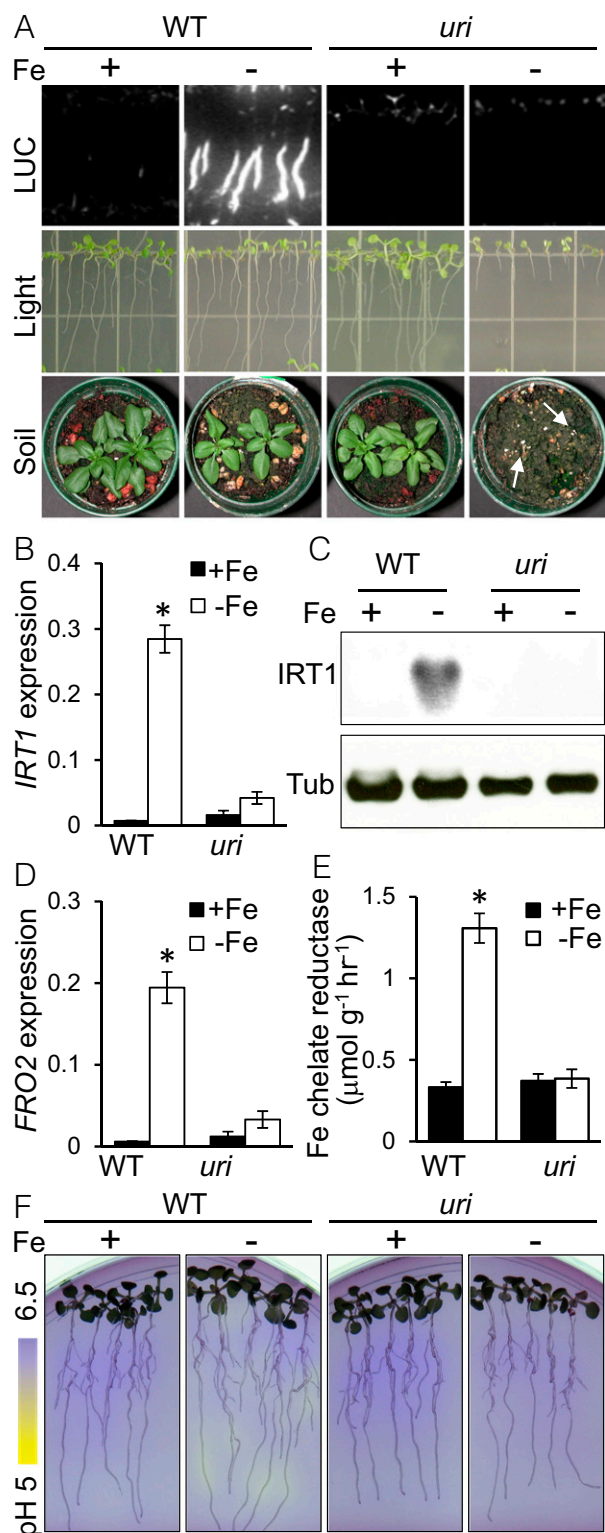 A
WT uri
Fe + - + -
LUC
Light
Soil
B
+Fe
-Fe
IRT1 expression
0.4
0.3
0.2
0.1
0
*
WT uri
C
WT uri
Fe + - + -
IRT1
Tub
D
+Fe
-Fe
FRO2 expression
0.3
0.2
0.1
0
*
WT uri
E
+Fe
-Fe
Fe chelate reductase
(μmol g⁻¹ hr⁻¹)
1.5
1
0.5
0
*
WT uri
F
WT uri
Fe + - + -
pH 5 6.5